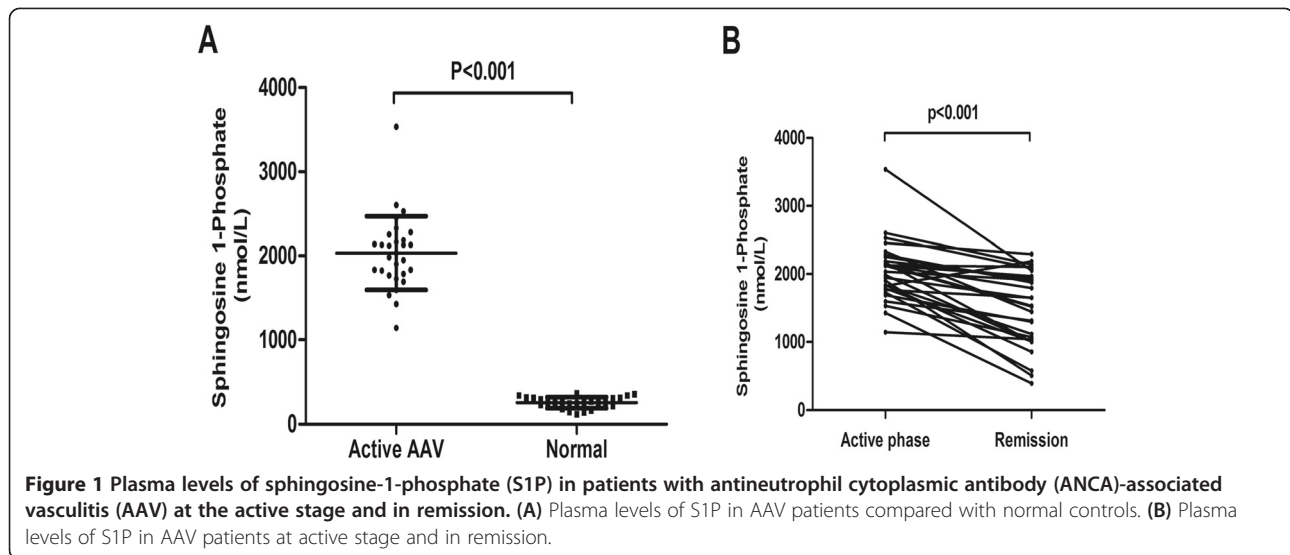 A
P<0.001
Sphingosine 1-Phosphate
(nmol/L)
4000
3000
2000
1000
0
Active AAV
Normal
B
p<0.001
Sphingosine 1-Phosphate
(nmol/L)
4000
3000
2000
1000
0
Active phase
Remission
Figure 1 Plasma levels of sphingosine-1-phosphate (S1P) in patients with antineutrophil cytoplasmic antibody (ANCA)-associated
vasculitis (AAV) at the active stage and in remission. (A) Plasma levels of S1P in AAV patients compared with normal controls. (B) Plasma
levels of S1P in AAV patients at active stage and in remission.